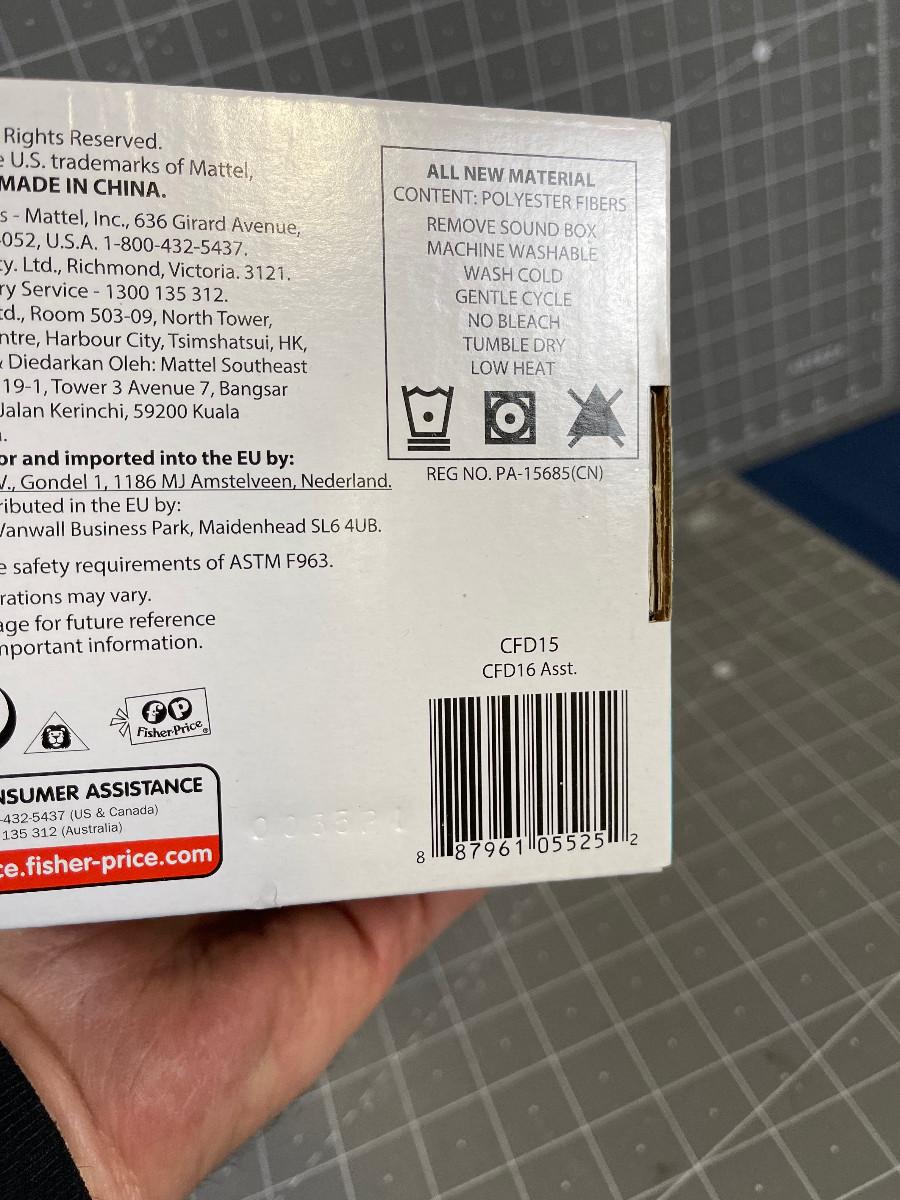 Rights Reserved.
e U.S. trademarks of Mattel,
MADE IN CHINA.
s - Mattel, Inc., 636 Girard Avenue,
052, U.S.A. 1-800-432-5437.
ty. Ltd., Richmond, Victoria. 3121.
ry Service - 1300 135 312.
td., Room 503-09, North Tower,
ntre, Harbour City, Tsimshatsui, HK,
& Diedarkan Oleh: Mattel Southeast
19-1, Tower 3 Avenue 7, Bangsar
Jalan Kerinchi, 59200 Kuala
or and imported into the EU by:
V., Gondel 1, 1186 MJ Amstelveen, Nederland.
ributed in the EU by:
Vanwall Business Park, Maidenhead SL6 4UB.
e safety requirements of ASTM F963.
rations may vary.
age for future reference
mportant information.
ALL NEW MATERIAL
CONTENT: POLYESTER FIBERS
REMOVE SOUND BOX
MACHINE WASHABLE
WASH COLD
GENTLE CYCLE
NO BLEACH
TUMBLE DRY
LOW HEAT
REG NO. PA-15685(CN)
CFD15
CFD16 Asst.
fp
Fisher-Price®
NSUMER ASSISTANCE
-432-5437 (US & Canada)
135 312 (Australia)
ce.fisher-price.com
8 87961 05525 2